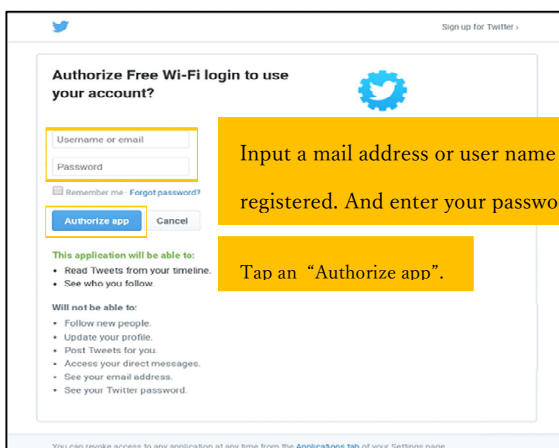 Sign up for Twitter ›
Authorize Free Wi-Fi login to use
your account?
Username or email
Password
Remember me · Forgot password?
Authorize app
Cancel
Input a mail address or user name
registered. And enter your passwo
Tap an “Authorize app”.
This application will be able to:
• Read Tweets from your timeline.
• See who you follow.
Will not be able to:
• Follow new people.
• Update your profile.
• Post Tweets for you.
• Access your direct messages.
• See your email address.
• See your Twitter password.
You can revoke access to any application at any time from the Applications tab of your Settings page.